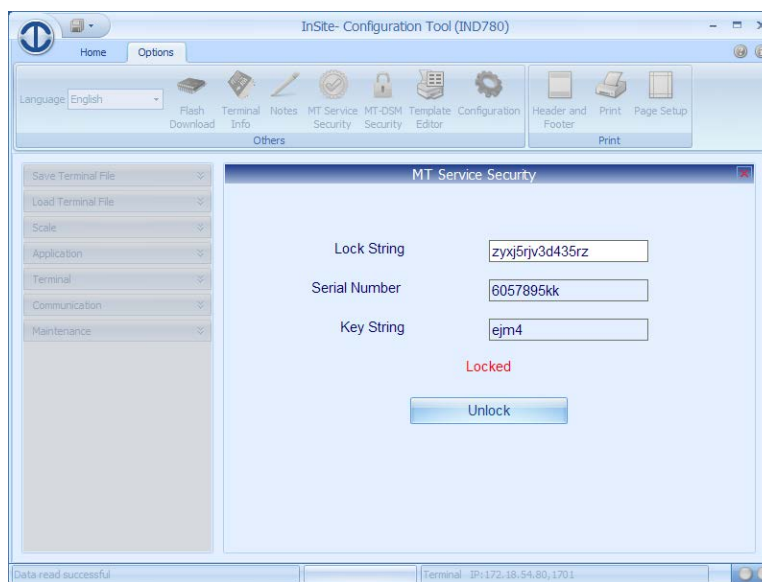 InSite- Configuration Tool (IND780)
Home Options
Language English
Flash Download
Terminal Info
Notes
MT Service Security
MT-DSM Security
Template Editor
Configuration
Others
Header and Footer
Print
Page Setup
Print
Save Terminal File
Load Terminal File
Scale
Application
Terminal
Communication
Maintenance
MT Service Security
Lock String zyxj5rjv3d435rz
Serial Number 6057895kk
Key String ejm4
Locked
Unlock
Data read successful
Terminal IP:172.18.54.80,1701